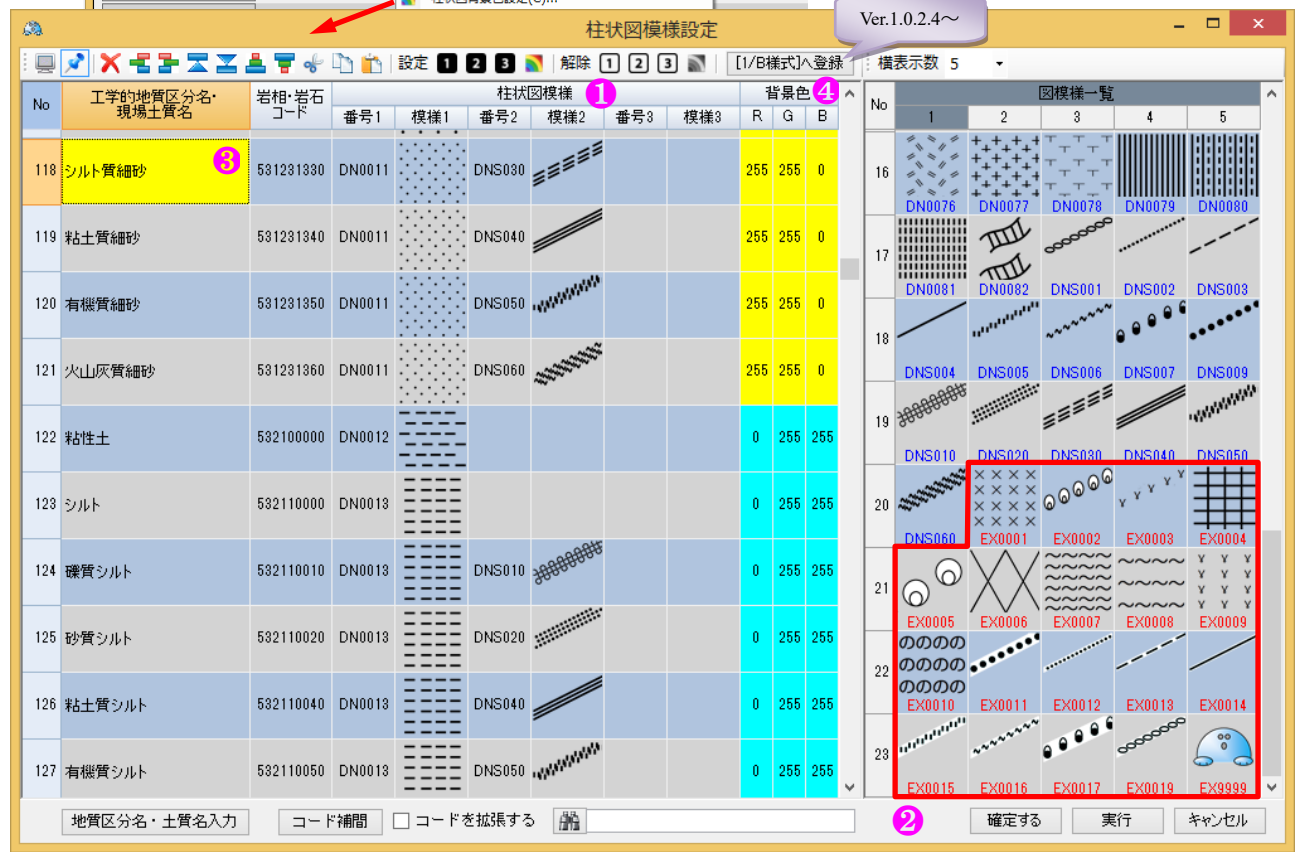 柱状図背景色設定(C)...
柱状図模様設定
Ver.1.0.2.4～
設定 1 2 3 解除 1 2 3 [1/B様式]へ登録 横表示数 5
No 工学的地質区分名・現場土質名 岩相・岩石コード 柱状図模様 1 背景色 4
番号1 模様1 番号2 模様2 番号3 模様3 R G B
118 シルト質細砂 3 531231330 DN0011 DNS030 255 255 0
119 粘土質細砂 531231340 DN0011 DNS040 255 255 0
120 有機質細砂 531231350 DN0011 DNS050 255 255 0
121 火山灰質細砂 531231360 DN0011 DNS060 255 255 0
122 粘性土 532100000 DN0012 0 255 255
123 シルト 532110000 DN0013 0 255 255
124 礫質シルト 532110010 DN0013 DNS010 0 255 255
125 砂質シルト 532110020 DN0013 DNS020 0 255 255
126 粘土質シルト 532110040 DN0013 DNS040 0 255 255
127 有機質シルト 532110050 DN0013 DNS050 0 255 255
No 図模様一覧
1 2 3 4 5
16 DN0076 DN0077 DN0078 DN0079 DN0080
17 DN0081 DN0082 DNS001 DNS002 DNS003
18 DNS004 DNS005 DNS006 DNS007 DNS009
19 DNS010 DNS020 DNS030 DNS040 DNS050
20 DNS060 EX0001 EX0002 EX0003 EX0004
21 EX0005 EX0006 EX0007 EX0008 EX0009
22 EX0010 EX0011 EX0012 EX0013 EX0014
23 EX0015 EX0016 EX0017 EX0019 EX9999
地質区分名・土質名入力 コード補間 コードを拡張する 2 確定する 実行 キャンセル